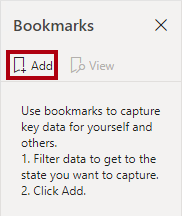 Bookmarks
Add View
Use bookmarks to capture
key data for yourself and
others.
1. Filter data to get to the
state you want to capture.
2. Click Add.